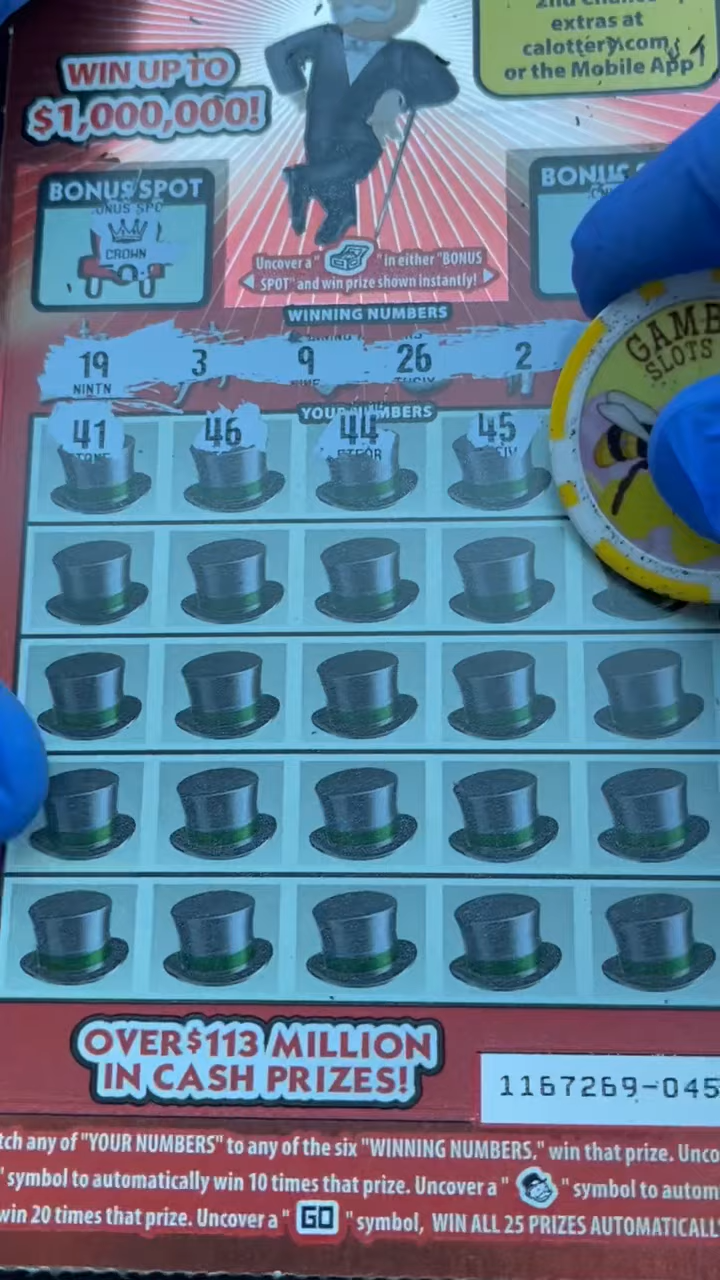 2nd Chance
extras at
calottery.com
or the Mobile App
WIN UP TO
$1,000,000!
BONUS SPOT
CROWN
BONUS
Uncover a " " in either "BONUS
SPOT" and win prize shown instantly!
WINNING NUMBERS
19 3 9 26 2
NINTN
YOUR NUMBERS
41 46 44 45
GAME
SLOTS
OVER $113 MILLION
IN CASH PRIZES!
1167269-045
tch any of "YOUR NUMBERS" to any of the six "WINNING NUMBERS," win that prize. Unco
" symbol to automatically win 10 times that prize. Uncover a " " symbol to autom
win 20 times that prize. Uncover a " GO " symbol, WIN ALL 25 PRIZES AUTOMATICALL